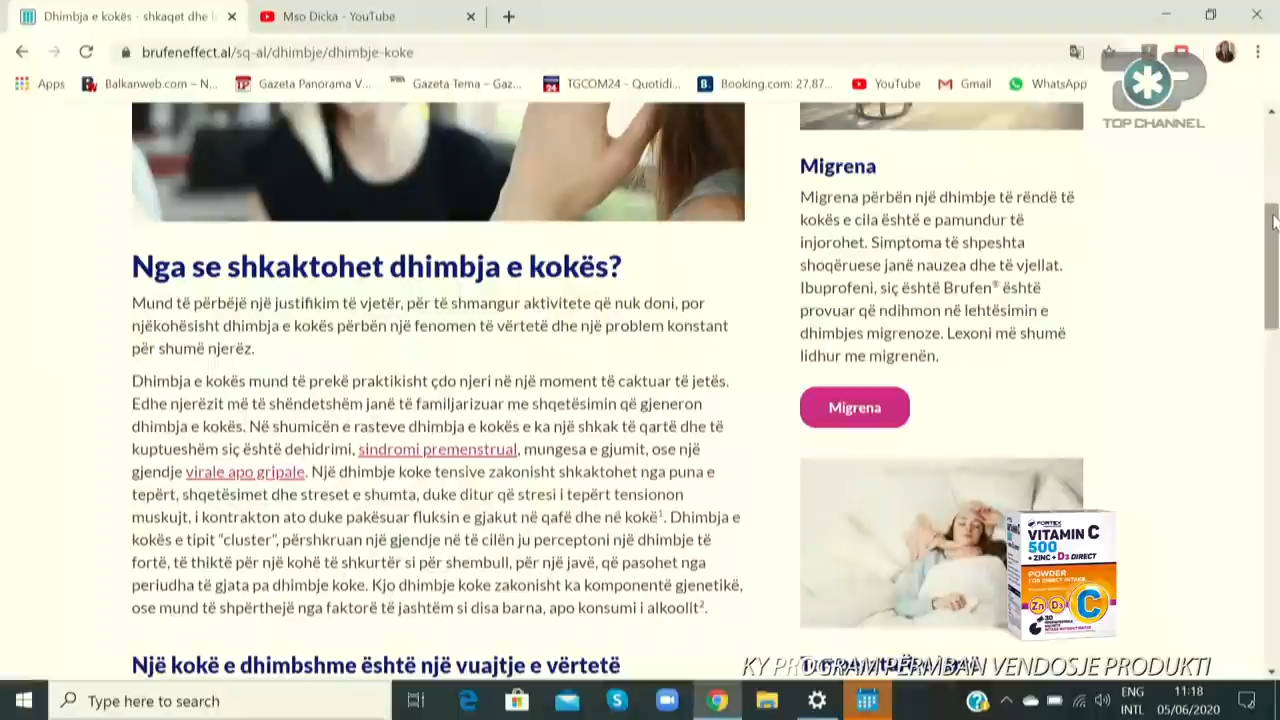 Dhimbja e kokës - shkaqet dhe
Mso Dicka - YouTube
brufeneffect.al/sq-al/dhimbje/dhimbje-koke
Apps
Balkanweb.com – N...
Gazeta Panorama V...
Gazeta Tema – Gaz...
TGCOM24 - Quotidi...
Booking.com: 27,87...
YouTube
Gmail
WhatsApp
TOP CHANNEL
Nga se shkaktohet dhimbja e kokës?
Mund të përbëjë një justifikim të vjetër, për të shmangur aktivitete që nuk doni, por
njëkohësisht dhimbja e kokës përbën një fenomen të vërtetë dhe një problem konstant
për shumë njerëz.
Dhimbja e kokës mund të prekë praktikisht çdo njeri në një moment të caktuar të jetës.
Edhe njerëzit më të shëndetshëm janë të familjarizuar me shqetësimin që gjeneron
dhimbja e kokës. Në shumicën e rasteve dhimbja e kokës e ka një shkak të qartë dhe të
kuptueshëm siç është dehidrimi, sindromi premenstrual, mungesa e gjumit, ose një
gjendje virale apo gripale. Një dhimbje koke tensive zakonisht shkaktohet nga puna e
tepërt, shqetësimet dhe streset e shumta, duke ditur që stresi i tepërt tensionon
muskujt, i kontrakton ato duke pakësuar fluksin e gjakut në qafë dhe në kokë¹. Dhimbja e
kokës e tipit “cluster”, përshkruan një gjendje në të cilën ju perceptoni një dhimbje të
fortë, të thiktë për një kohë të shkurtër si për shembull, për një javë, që pasohet nga
periudha të gjata pa dhimbje koke. Kjo dhimbje koke zakonisht ka komponentë gjenetikë,
ose mund të shpërthejë nga faktorë të jashtëm si disa barna, apo konsumi i alkoolit².
Një kokë e dhimbshme është një vuajtje e vërtetë
Migrena
Migrena përbën një dhimbje të rëndë të
kokës e cila është e pamundur të
injorohet. Simptoma të shpeshta
shoqëruese janë nauzea dhe të vjellat.
Ibuprofeni, siç është Brufen® është
provuar që ndihmon në lehtësimin e
dhimbjes migrenoze. Lexoni më shumë
lidhur me migrenën.
Migrena
FORTEX
VITAMIN C
500
+ ZINC + D3 DIRECT
POWDER
FOR DIRECT INTAKE
Zn D3 C
30
KY PROGRAM PËRMBAN VENDOSJE PRODUKTI
Type here to search
ENG
INTL
11:18
05/06/2020